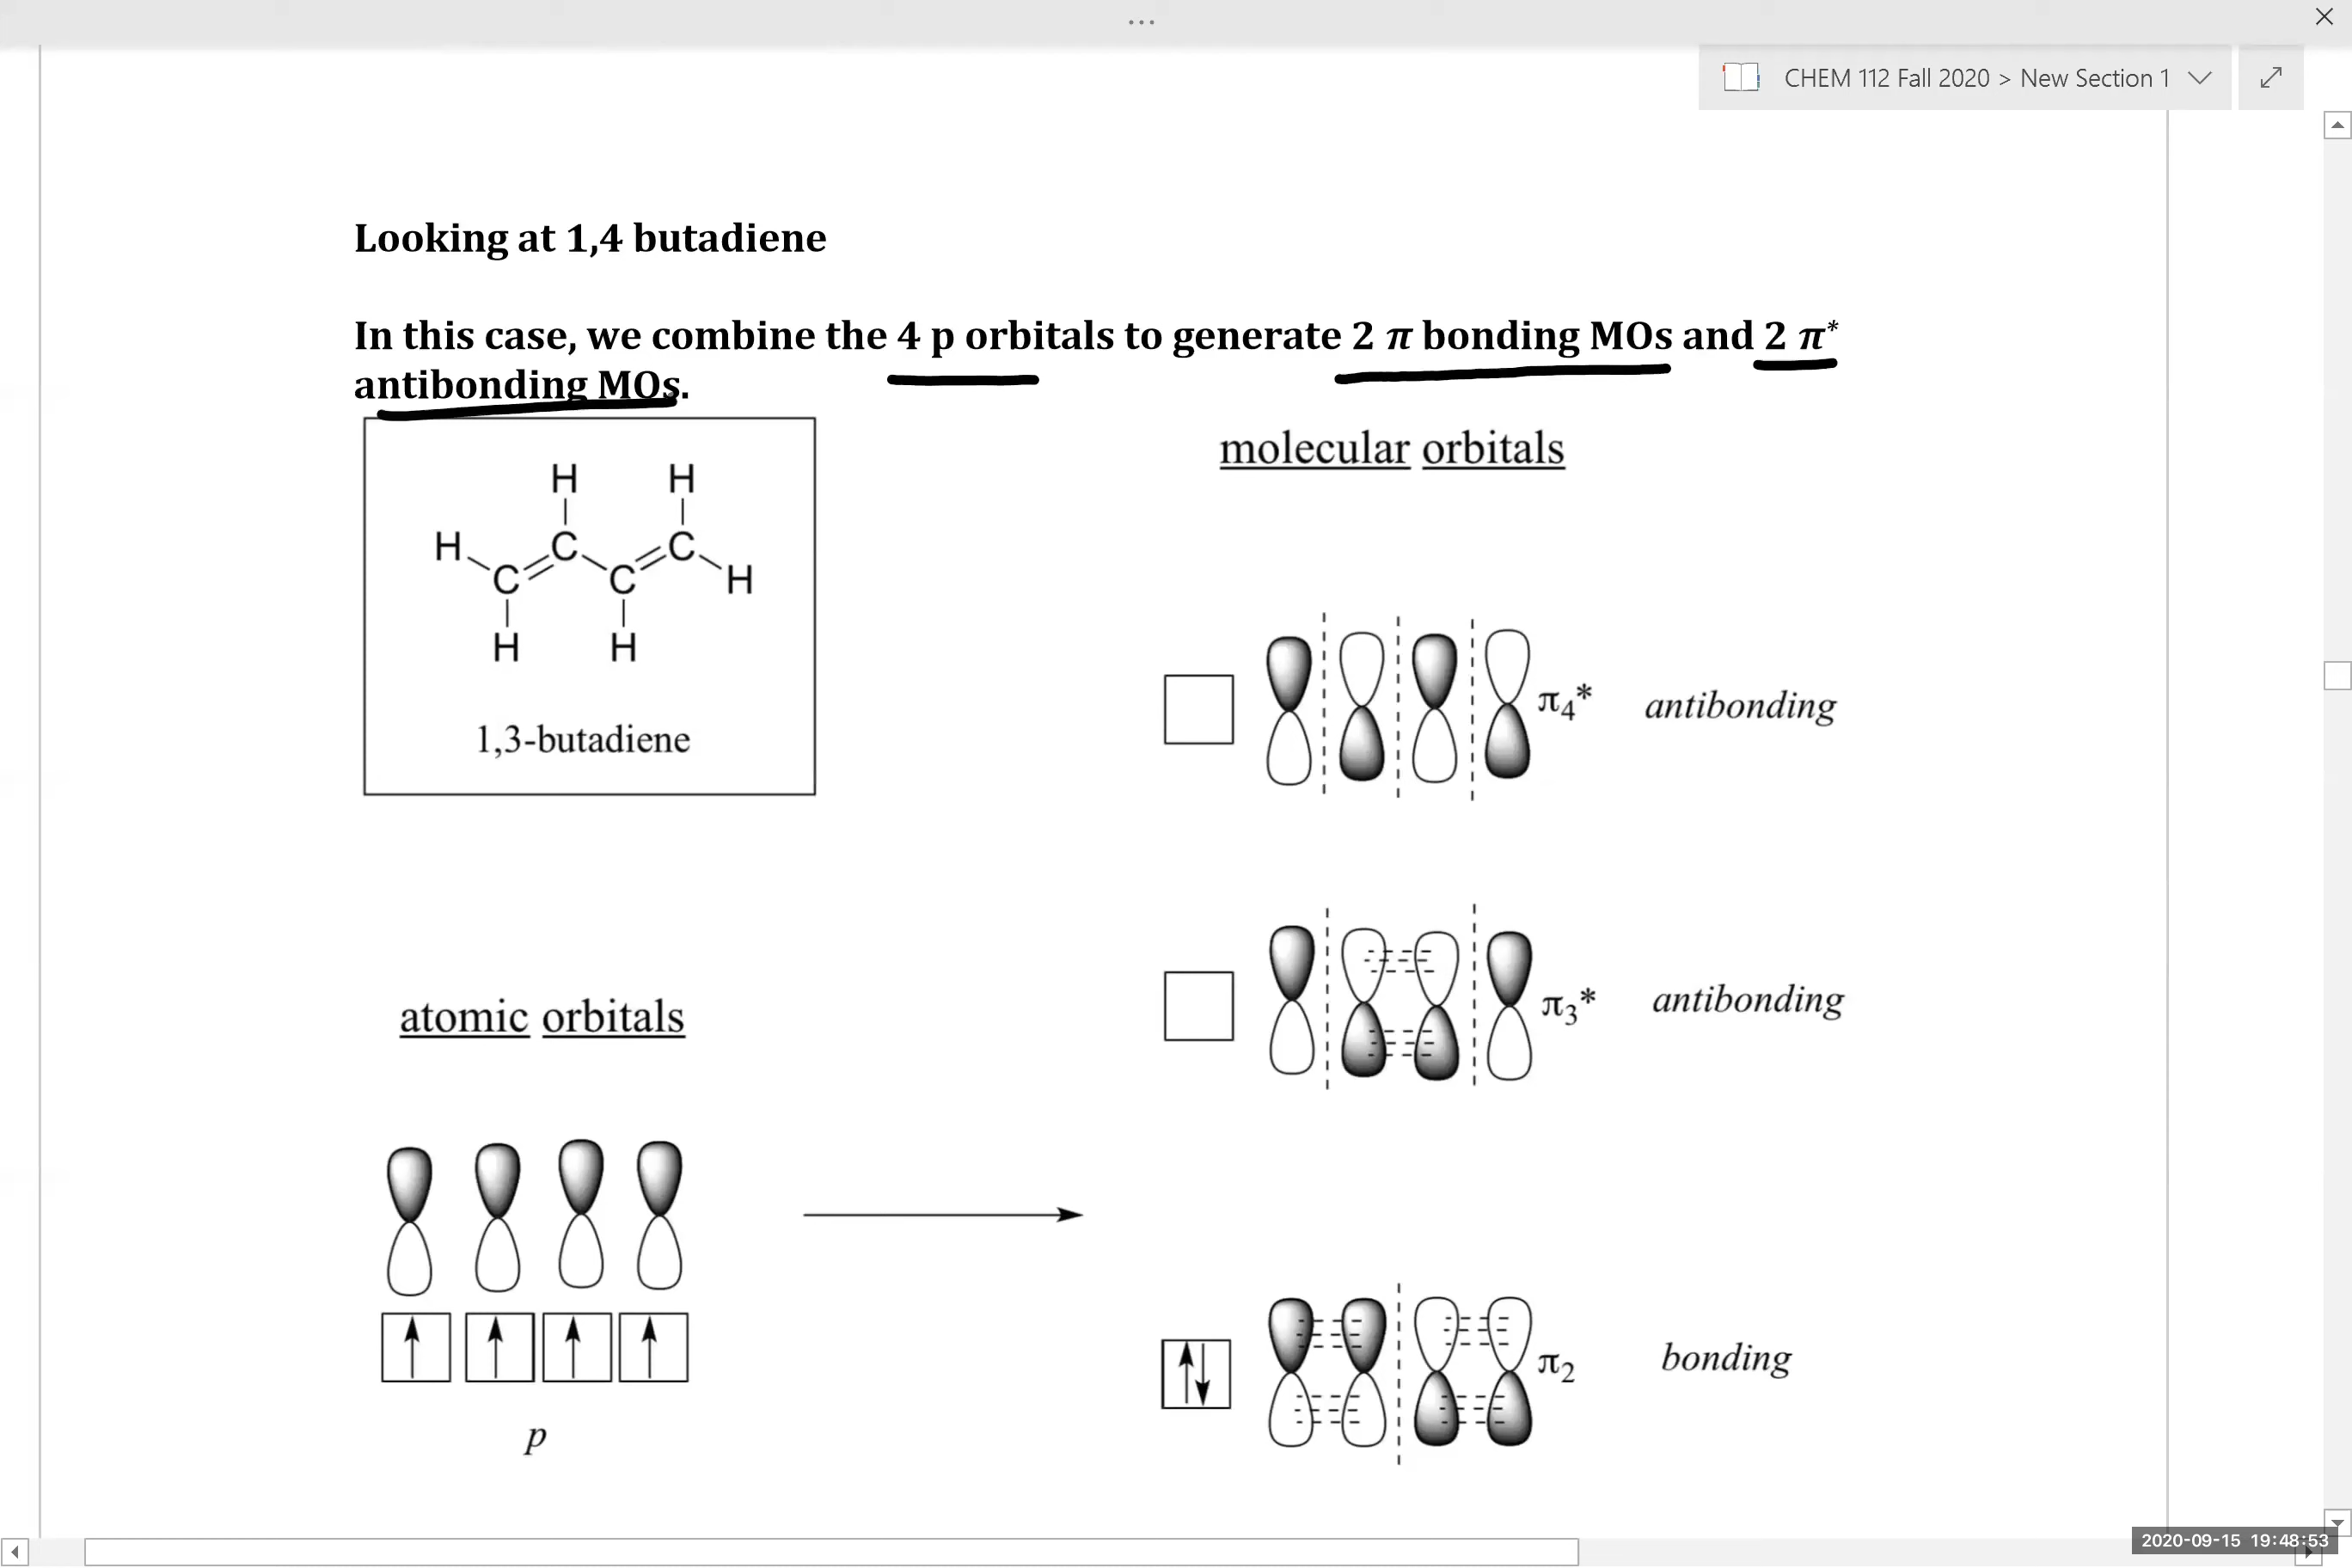 ...
CHEM 112 Fall 2020 > New Section 1
Looking at 1,4 butadiene
In this case, we combine the 4 p orbitals to generate 2 π bonding MOs and 2 π*
antibonding MOs.
molecular orbitals
H H
H C C
C C H
H H
1,3-butadiene
π4* antibonding
π3* antibonding
atomic orbitals
π2 bonding
p
2020-09-15 19:48:53